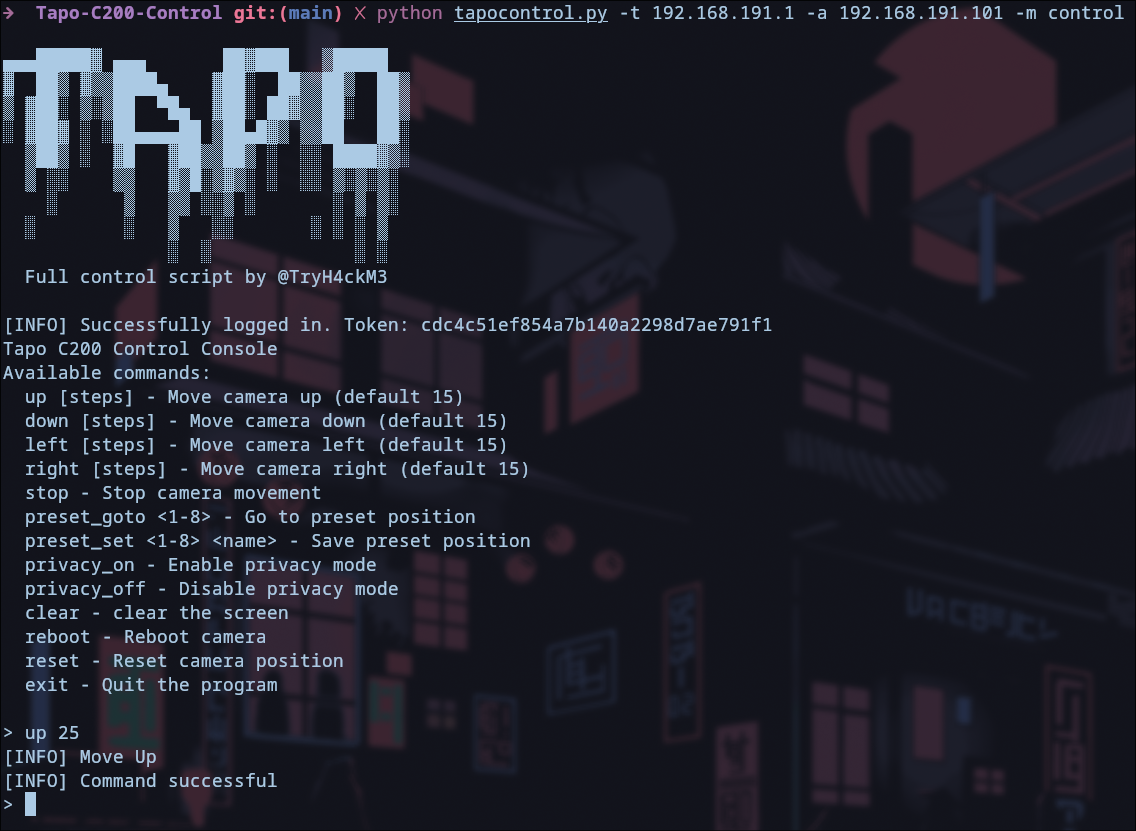 ➜  Tapo-C200-Control git:(main) ✗ python tapocontrol.py -t 192.168.191.1 -a 192.168.191.101 -m control
TAPO
Full control script by @TryH4ckM3
[INFO] Successfully logged in. Token: cdc4c51ef854a7b140a2298d7ae791f1
Tapo C200 Control Console
Available commands:
up [steps] - Move camera up (default 15)
down [steps] - Move camera down (default 15)
left [steps] - Move camera left (default 15)
right [steps] - Move camera right (default 15)
stop - Stop camera movement
preset_goto <1-8> - Go to preset position
preset_set <1-8> <name> - Save preset position
privacy_on - Enable privacy mode
privacy_off - Disable privacy mode
clear - clear the screen
reboot - Reboot camera
reset - Reset camera position
exit - Quit the program
> up 25
[INFO] Move Up
[INFO] Command successful
>